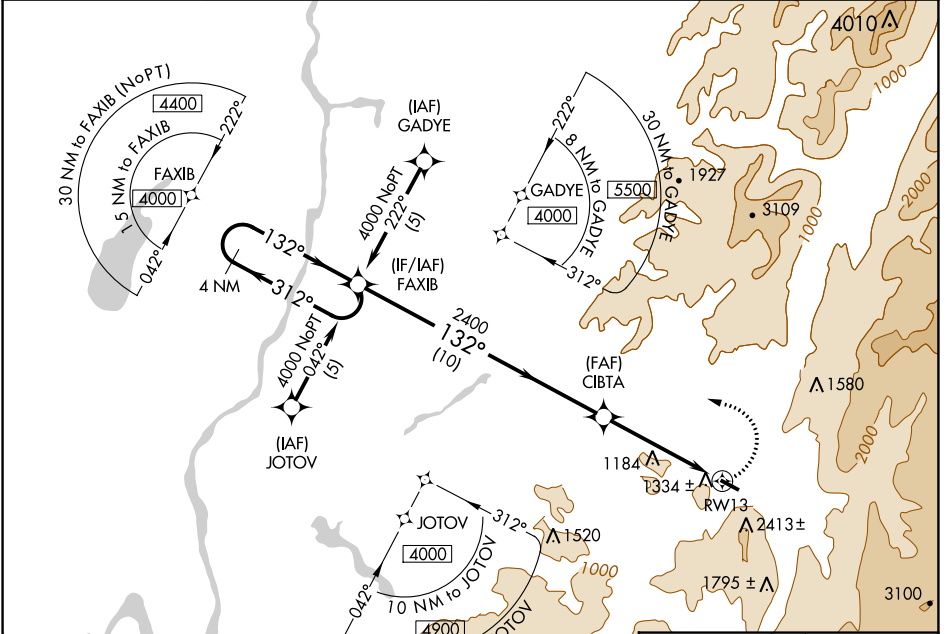 4010
1000
30 NM to FAXIB (NoPT)
4400
222°
15 NM to FAXIB
FAXIB
4000
042°
(IAF)
GADYE
4000 NoPT
222°
(5)
222°
30 NM to GADYE
8 NM to GADYE
GADYE
5500
4000
312°
1927
3109
1000
2000
132°
4 NM
312°
(IF/IAF)
FAXIB
4000 NoPT
042°
(5)
2400
132°
(10)
(IAF)
JOTOV
(FAF)
CIBTA
1580
2000
1184
1334 ±
RW13
2413±
312°
JOTOV
4000
10 NM to JOTOV
042°
4900
OTOV
1520
1000
1795 ±
3100